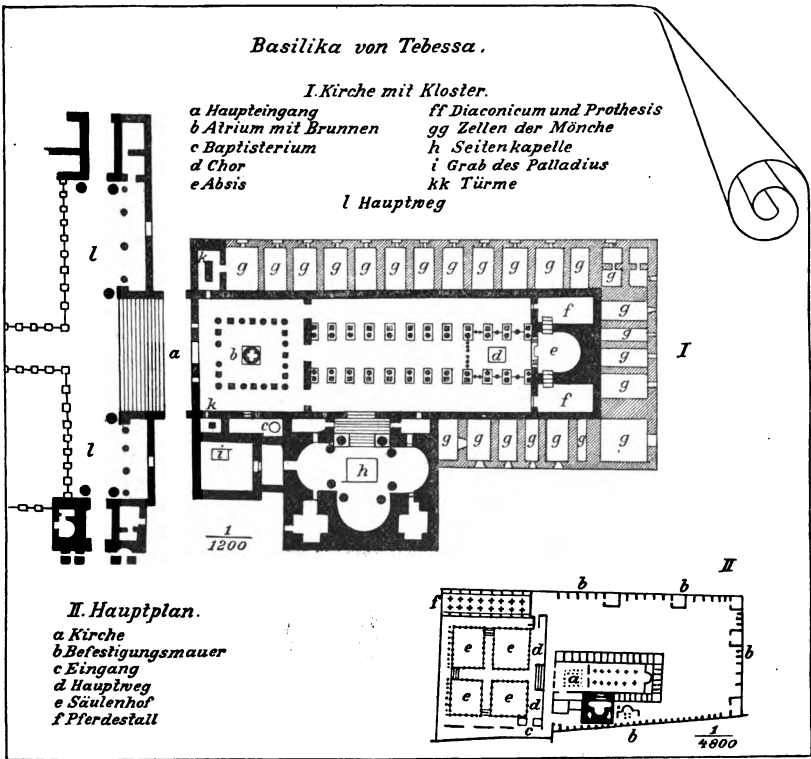 Basilika von Tebessa.
I. Kirche mit Kloster.
a Haupteingang
b Atrium mit Brunnen
c Baptisterium
d Chor
e Absis
ff Diaconicum und Prothesis
gg Zellen der Mönche
h Seitenkapelle
i Grab des Palladius
kk Türme
l Hauptweg
k g g g g g g g g g g g g g
l f g
g
a b d e g I
g
f g
k
l c g g g g g g
i h
1
1200
II
II. Hauptplan.
a Kirche
b Befestigungsmauer
c Eingang
d Hauptweg
e Säulenhof
f Pferdestall
b b
f
e e d b
a
e e d
c b
1
4800